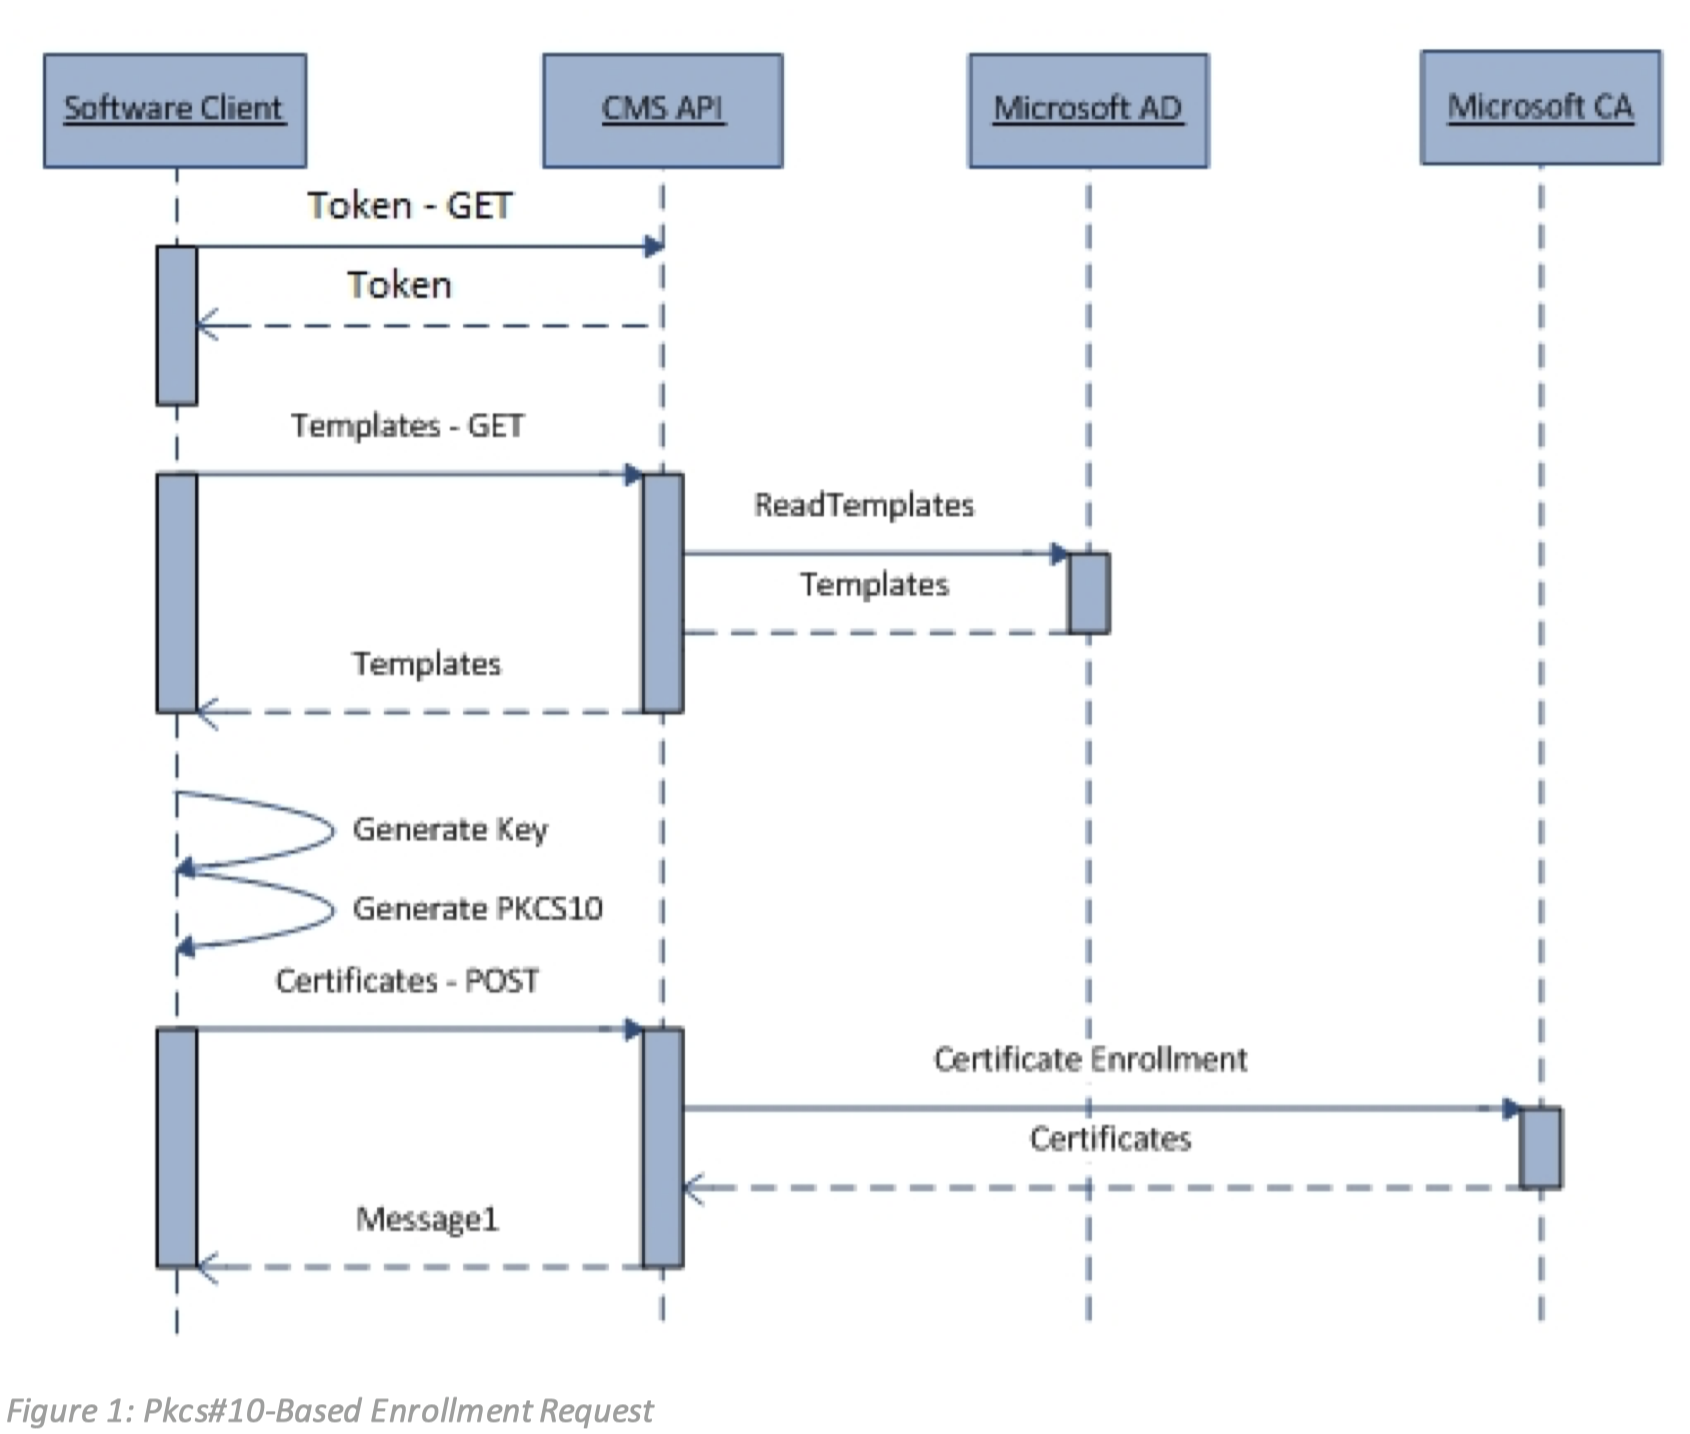 Software Client
CMS API
Microsoft AD
Microsoft CA
Token - GET
Token
Templates - GET
ReadTemplates
Templates
Templates
Generate Key
Generate PKCS10
Certificates - POST
Certificate Enrollment
Certificates
Message1
Figure 1: Pkcs#10-Based Enrollment Request